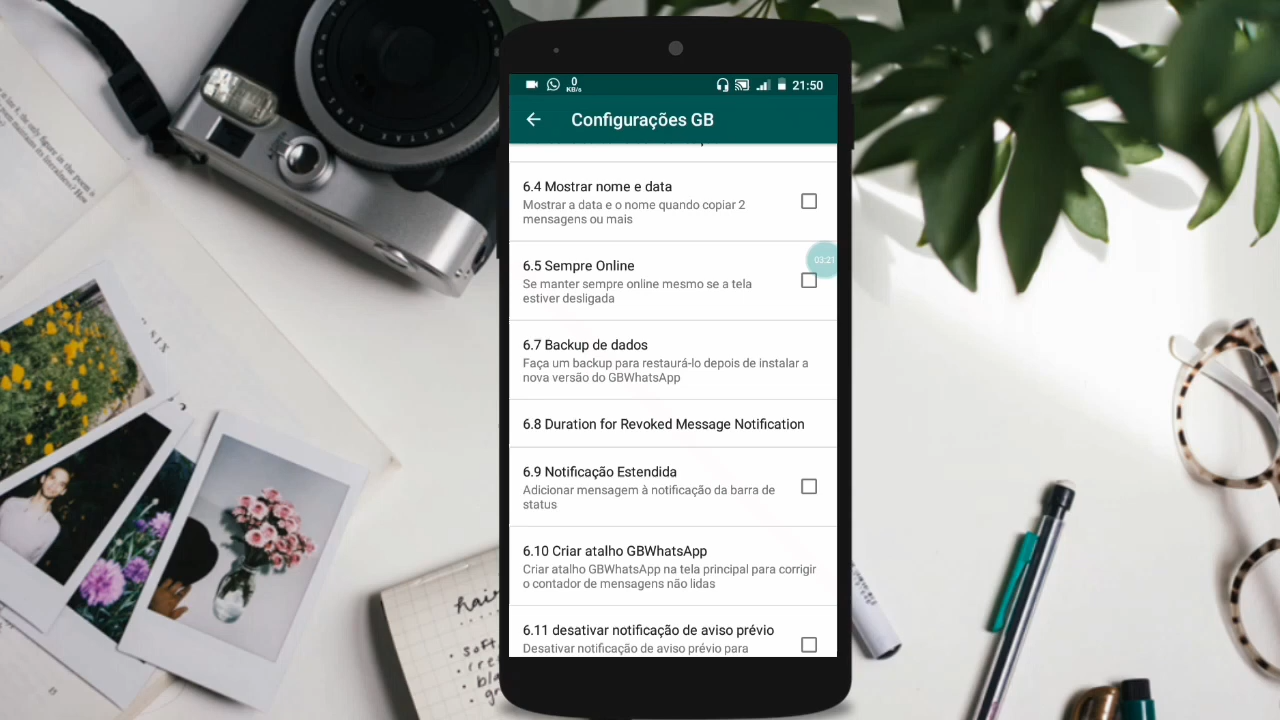 0
KB/s
21:50
Configurações GB
6.4 Mostrar nome e data
Mostrar a data e o nome quando copiar 2
mensagens ou mais
03:21
6.5 Sempre Online
Se manter sempre online mesmo se a tela
estiver desligada
6.7 Backup de dados
Faça um backup para restaurá-lo depois de instalar a
nova versão do GBWhatsApp
6.8 Duration for Revoked Message Notification
6.9 Notificação Estendida
Adicionar mensagem à notificação da barra de
status
6.10 Criar atalho GBWhatsApp
Criar atalho GBWhatsApp na tela principal para corrigir
o contador de mensagens não lidas
6.11 desativar notificação de aviso prévio
Desativar notificação de aviso prévio para